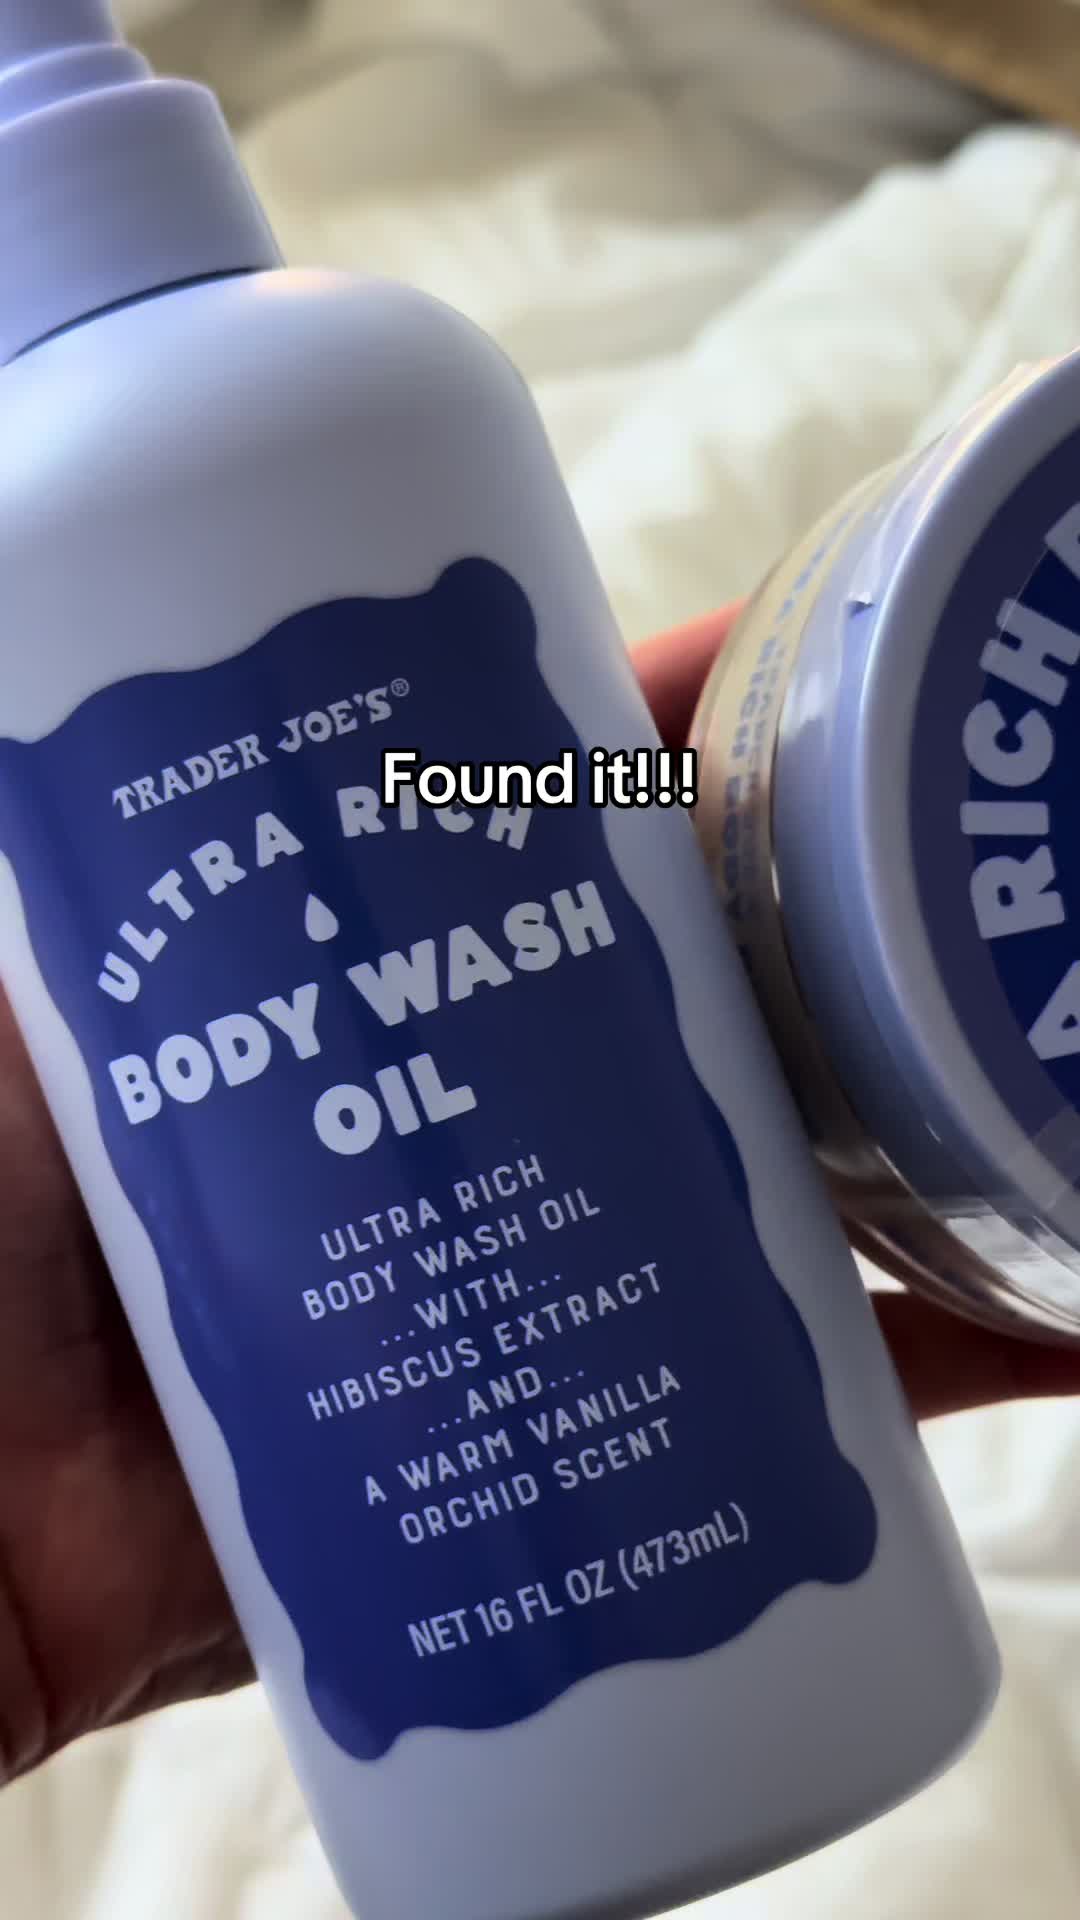 TRADER JOE'S®
ULTRA RICH
BODY WASH
OIL
ULTRA RICH
BODY WASH OIL
...WITH...
HIBISCUS EXTRACT
...AND...
A WARM VANILLA
ORCHID SCENT
NET 16 FL OZ (473mL)
Found it!!!
RICH